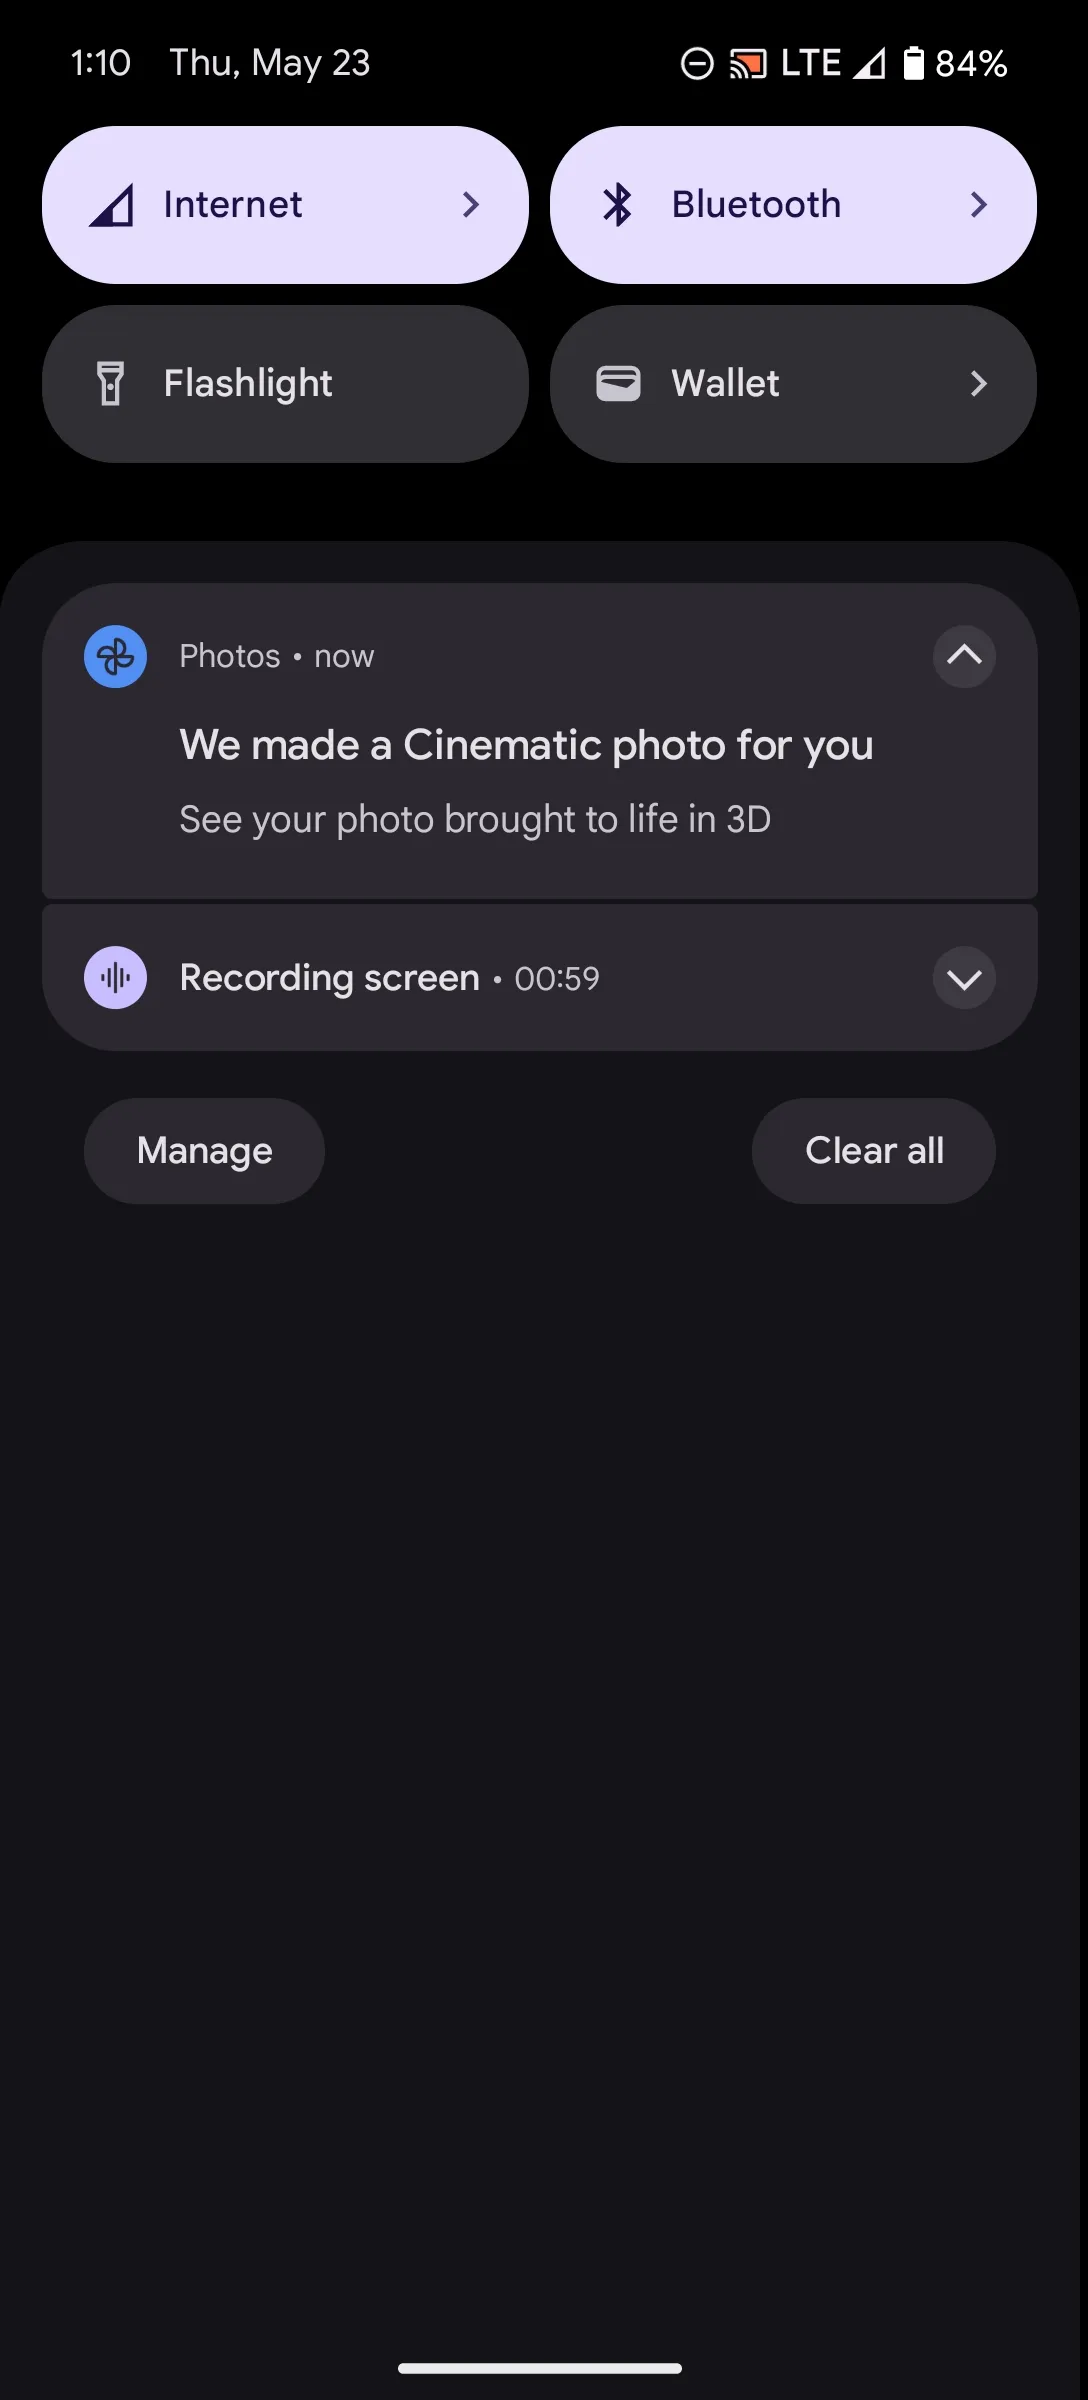 1:10 Thu, May 23 LTE 84%
Internet Bluetooth
Flashlight Wallet
Photos • now
We made a Cinematic photo for you
See your photo brought to life in 3D
Recording screen • 00:59
Manage Clear all